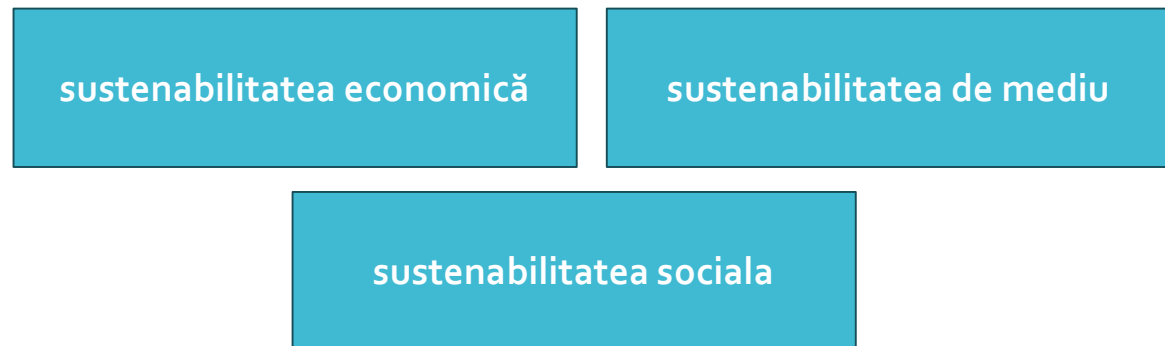 sustenabilitatea economică
sustenabilitatea de mediu
sustenabilitatea sociala